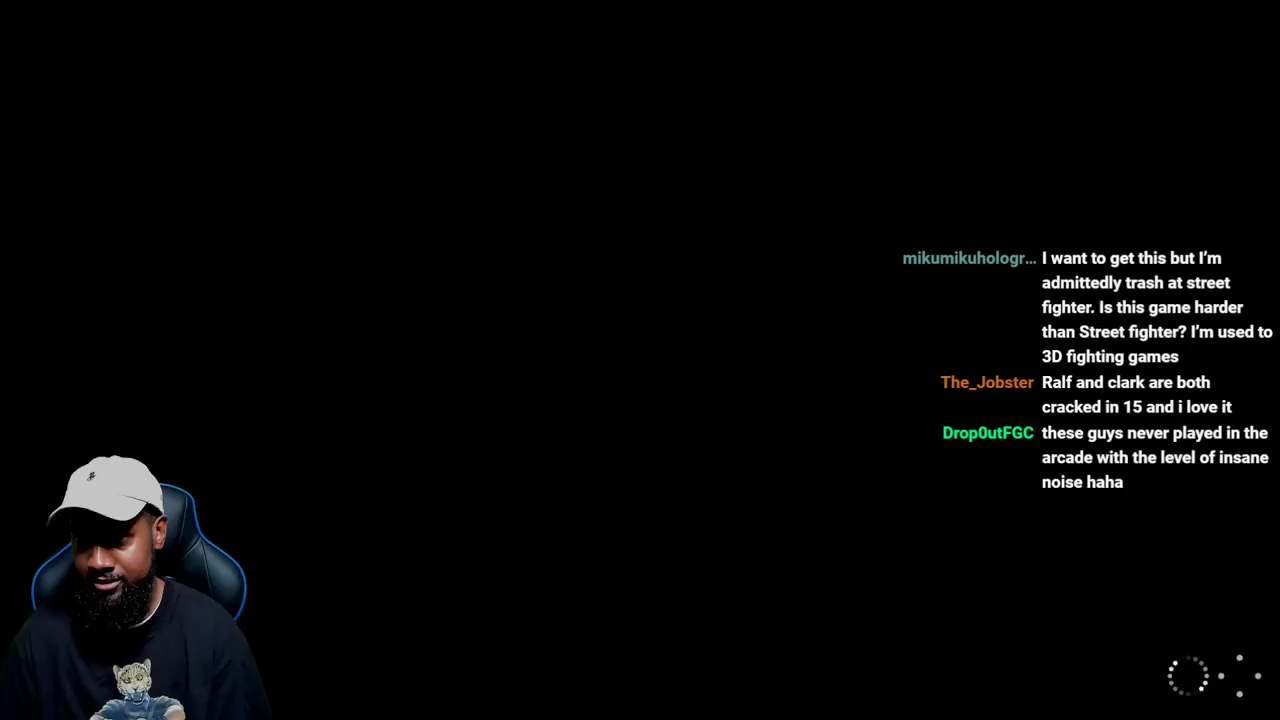 mikumikuhologr... I want to get this but I'm
admittedly trash at street
fighter. Is this game harder
than Street fighter? I'm used to
3D fighting games
The_Jobster Ralf and clark are both
cracked in 15 and i love it
Drop0utFGC these guys never played in the
arcade with the level of insane
noise haha